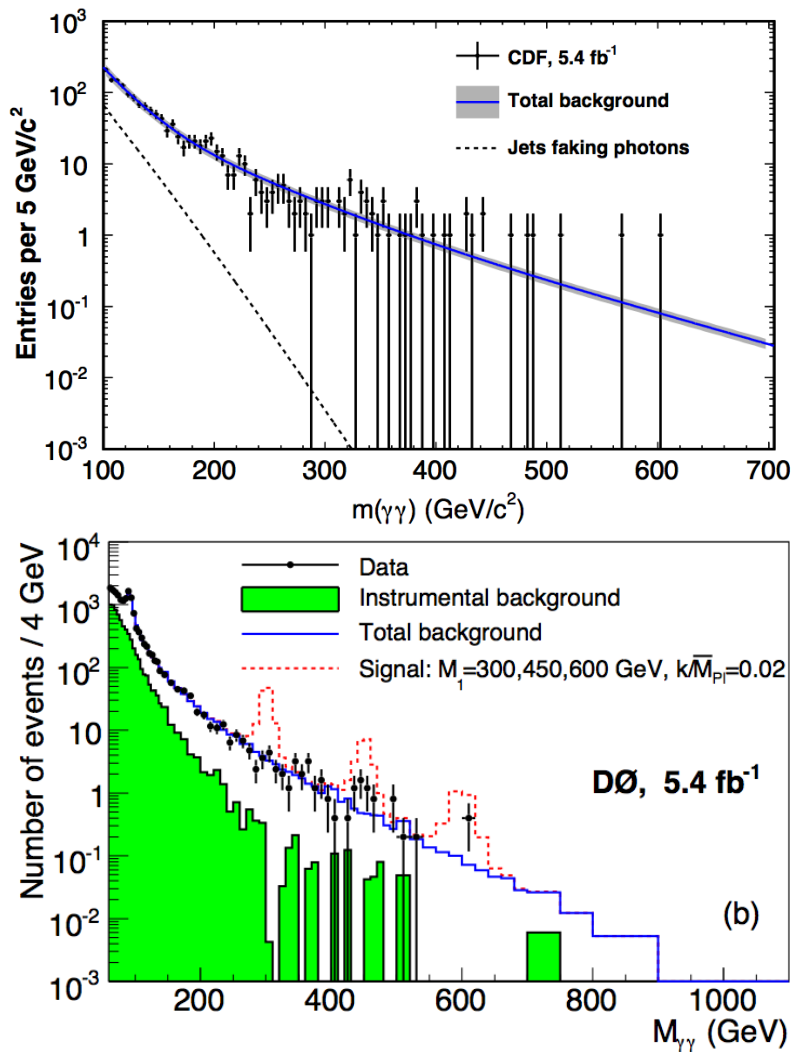 10³
10²
10
1
10⁻¹
10⁻²
10⁻³
Entries per 5 GeV/c²
CDF, 5.4 fb⁻¹
Total background
Jets faking photons
100 200 300 400 500 600 700
m(γγ) (GeV/c²)
10⁴
10³
10²
10
1
10⁻¹
10⁻²
10⁻³
Number of events / 4 GeV
Data
Instrumental background
Total background
Signal: M₁=300,450,600 GeV, k/M̅_Pl=0.02
DØ, 5.4 fb⁻¹
(b)
200 400 600 800 1000
M_γγ (GeV)